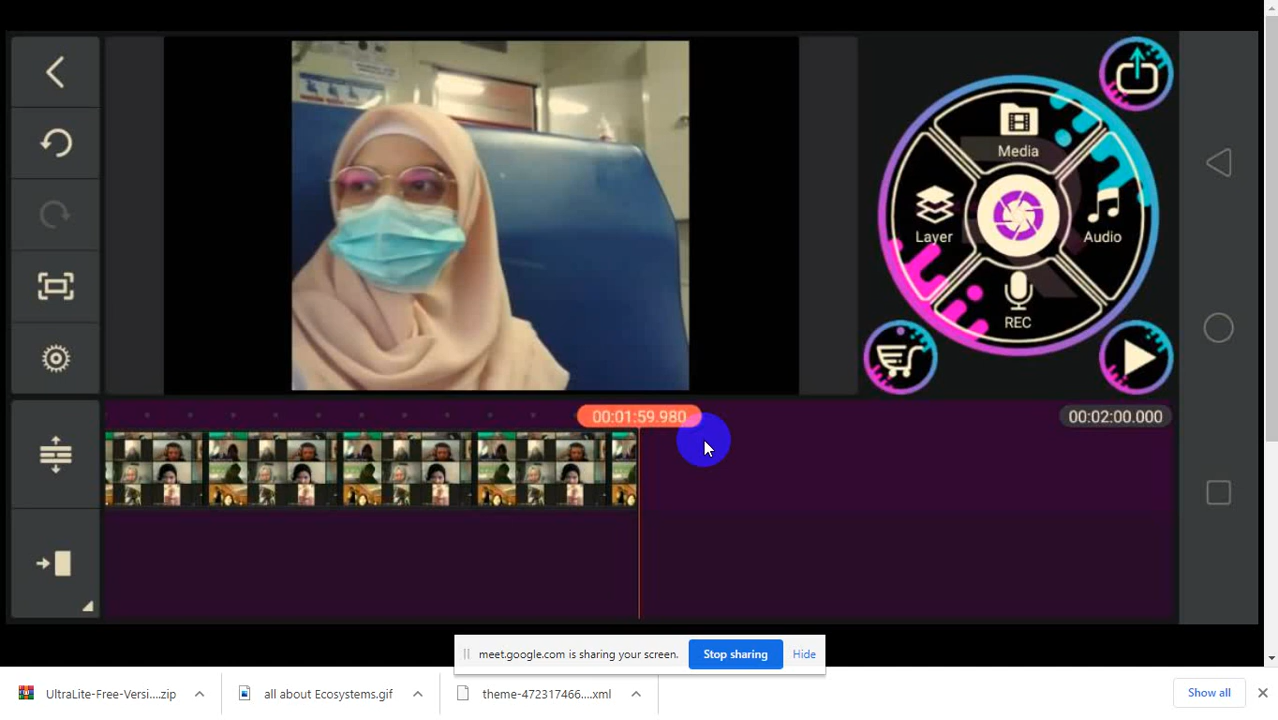 Media
Layer
Audio
REC
00:01:59.980
00:02:00.000
meet.google.com is sharing your screen.
Stop sharing
Hide
UltraLite-Free-Versi....zip
all about Ecosystems.gif
theme-472317466....xml
Show all